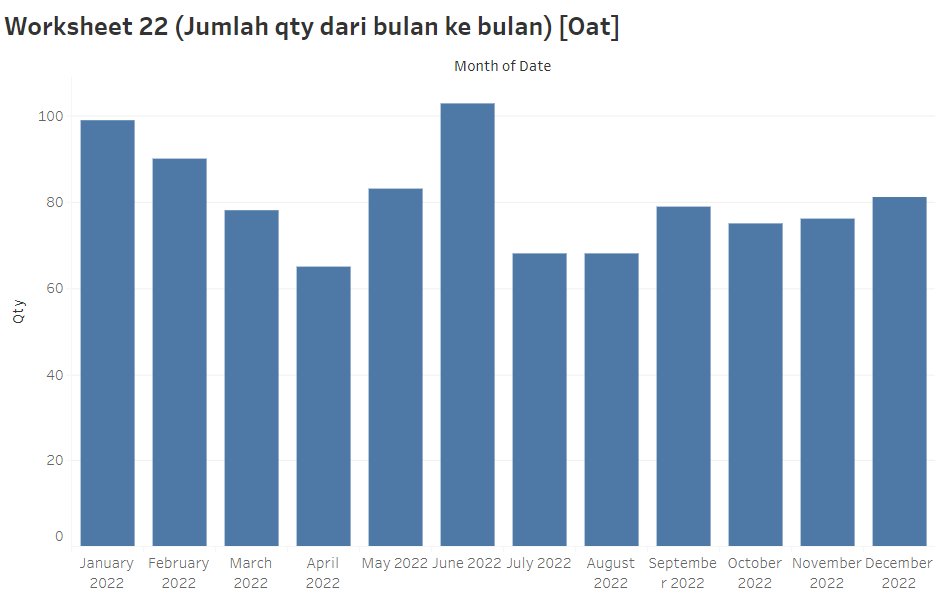 Worksheet 22 (Jumlah qty dari bulan ke bulan) [Oat]
Month of Date
100
80
60
40
20
0
Qty
January 2022
February 2022
March 2022
April 2022
May 2022
June 2022
July 2022
August 2022
Septembe
r 2022
October 2022
November 2022
December 2022